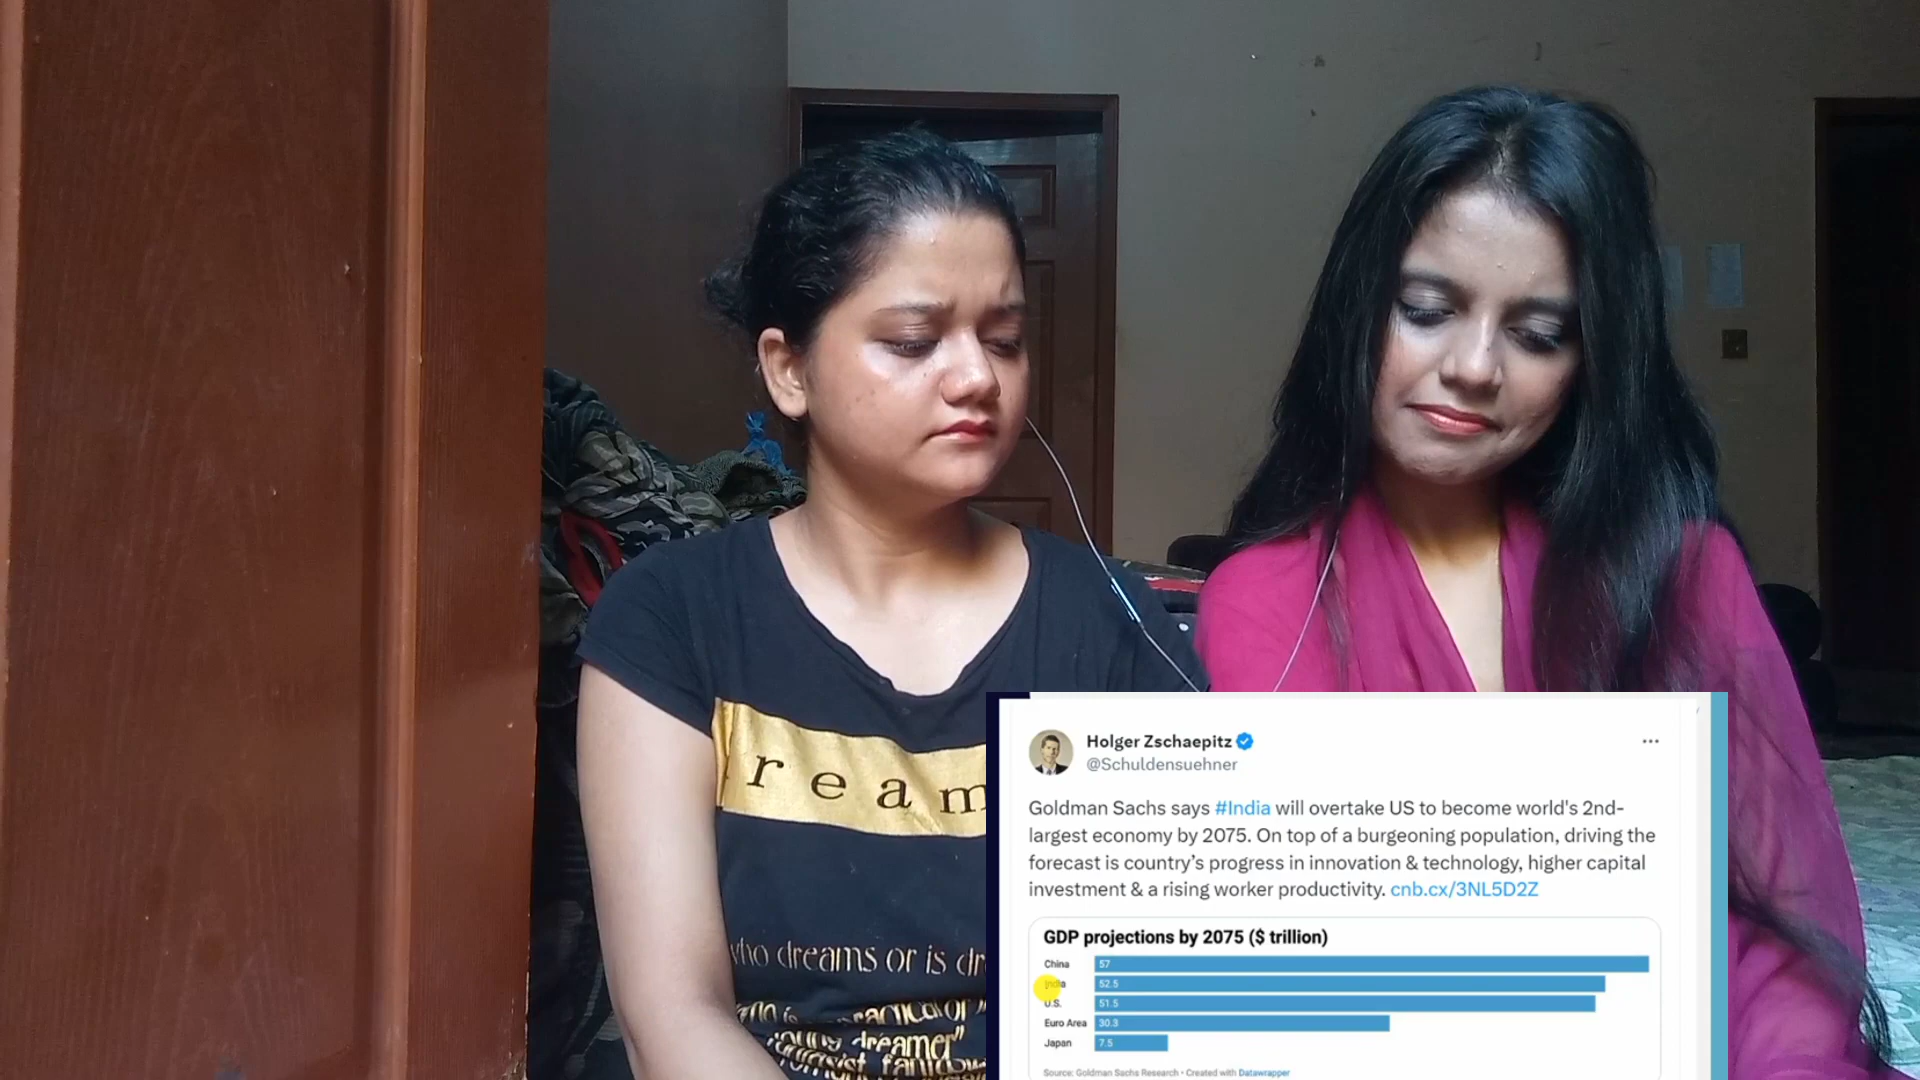 ream
who dreams or is dr
young dreamer"
Holger Zschaepitz
@Schuldensuehner
Goldman Sachs says #India will overtake US to become world's 2nd-
largest economy by 2075. On top of a burgeoning population, driving the
forecast is country's progress in innovation & technology, higher capital
investment & a rising worker productivity. cnb.cx/3NL5D2Z
GDP projections by 2075 ($ trillion)
China 57
India 52.5
U.S. 51.5
Euro Area 30.3
Japan 7.5
Source: Goldman Sachs Research • Created with Datawrapper